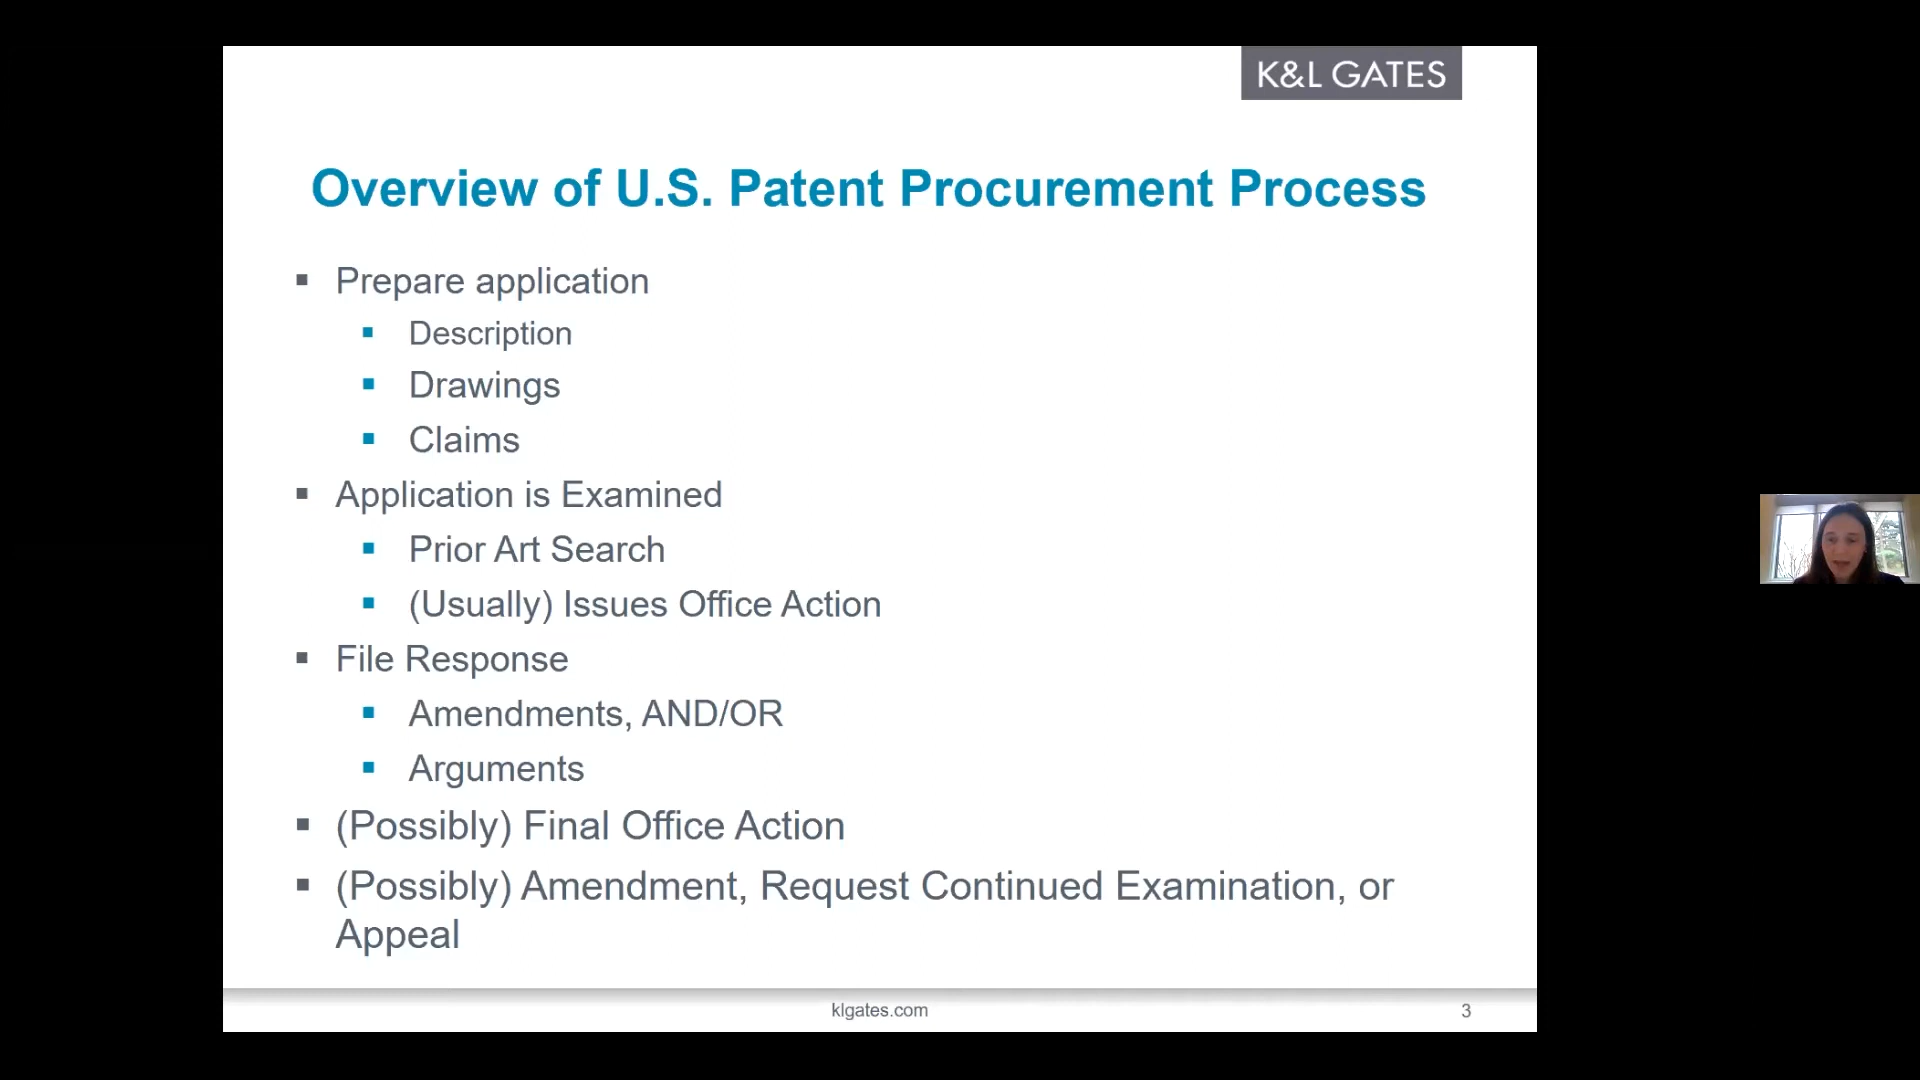 K&L GATES
Overview of U.S. Patent Procurement Process
Prepare application
Description
Drawings
Claims
Application is Examined
Prior Art Search
(Usually) Issues Office Action
File Response
Amendments, AND/OR
Arguments
(Possibly) Final Office Action
(Possibly) Amendment, Request Continued Examination, or
Appeal
klgates.com
3